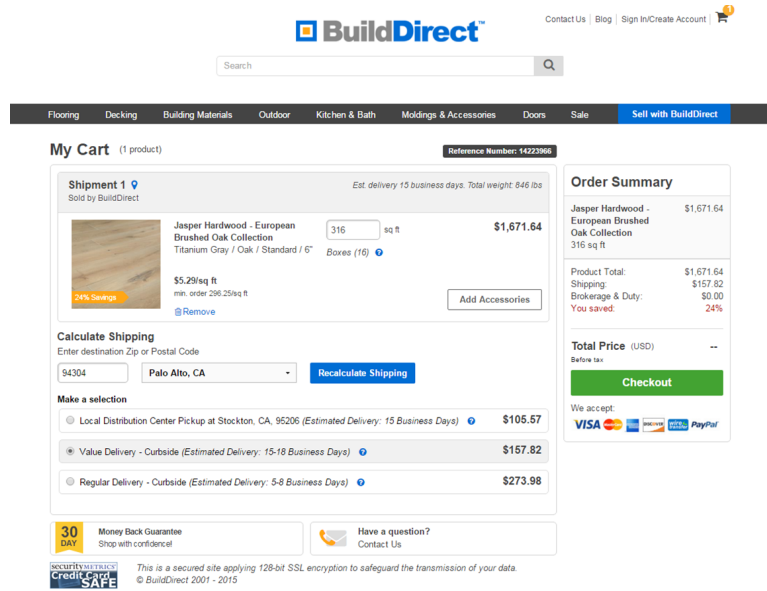 Contact Us
Blog
Sign In/Create Account
1
BuildDirect™
Search
Flooring Decking Building Materials Outdoor Kitchen & Bath Moldings & Accessories Doors Sale Sell with BuildDirect
My Cart (1 product)
Reference Number: 14223966
Shipment 1
Est. delivery 15 business days. Total weight: 846 lbs
Sold by BuildDirect
24% Savings
Jasper Hardwood - European
Brushed Oak Collection
Titanium Gray / Oak / Standard / 6"
$5.29/sq ft
min. order 296.25/sq ft
Remove
316 sq ft
Boxes (16) ?
$1,671.64
Add Accessories
Calculate Shipping
Enter destination Zip or Postal Code
94304 Palo Alto, CA Recalculate Shipping
Make a selection
Local Distribution Center Pickup at Stockton, CA, 95206 (Estimated Delivery: 15 Business Days) ? $105.57
Value Delivery - Curbside (Estimated Delivery: 15-18 Business Days) ? $157.82
Regular Delivery - Curbside (Estimated Delivery: 5-8 Business Days) ? $273.98
Order Summary
Jasper Hardwood - $1,671.64
European Brushed
Oak Collection
316 sq ft
Product Total: $1,671.64
Shipping: $157.82
Brokerage & Duty: $0.00
You saved: 24%
Total Price (USD) --
Before tax
Checkout
We accept:
VISA MasterCard DISCOVER wire transfer PayPal
30
DAY
Money Back Guarantee
Shop with confidence!
Have a question?
Contact Us
securityMETRICS
Credit Card
SAFE
This is a secured site applying 128-bit SSL encryption to safeguard the transmission of your data.
© BuildDirect 2001 - 2015